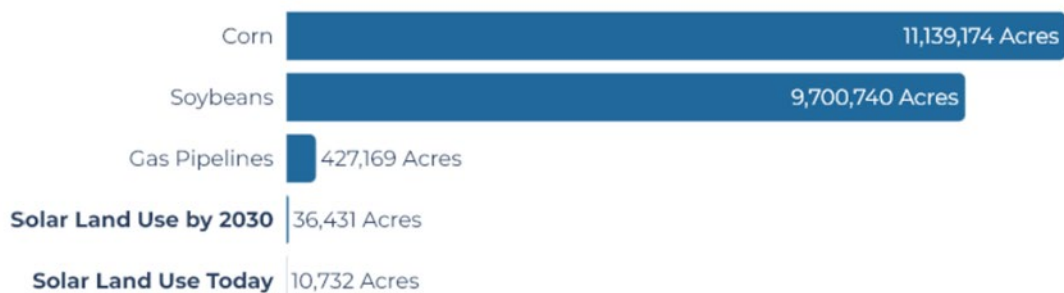 Corn 11,139,174 Acres
Soybeans 9,700,740 Acres
Gas Pipelines 427,169 Acres
Solar Land Use by 2030 36,431 Acres
Solar Land Use Today 10,732 Acres